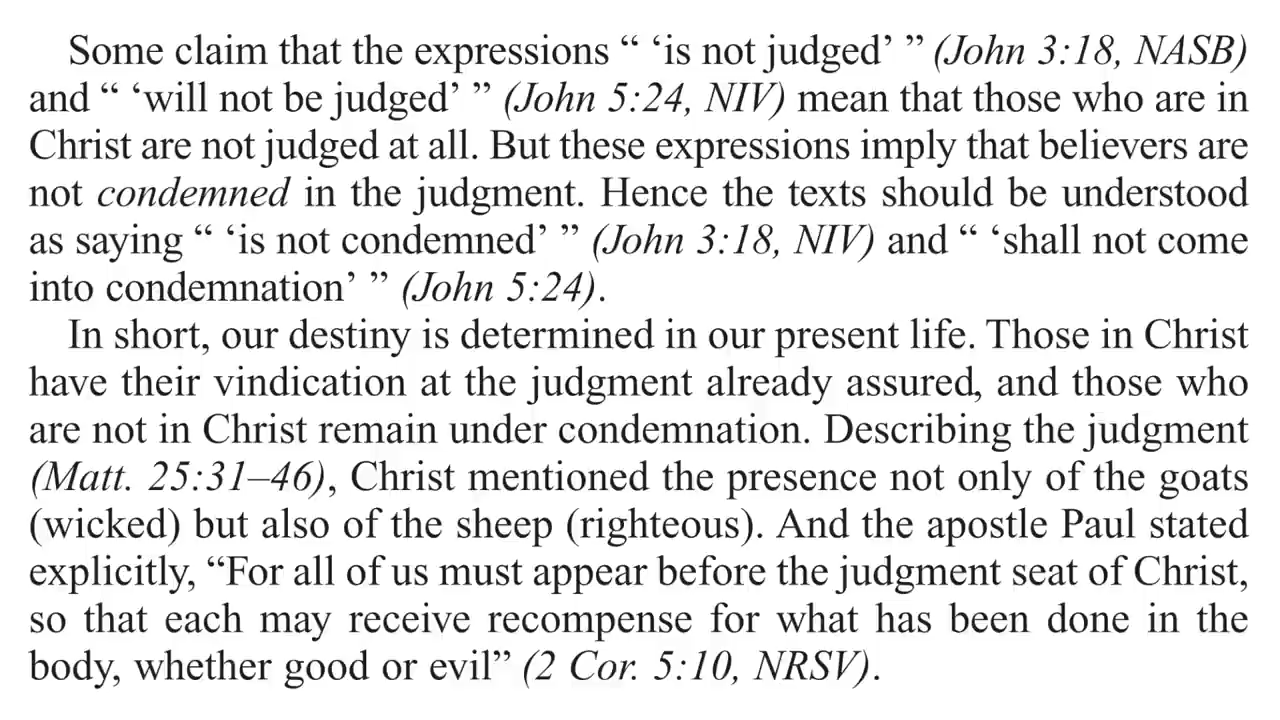 Some claim that the expressions “ ‘is not judged’ ” (John 3:18, NASB)
and “ ‘will not be judged’ ” (John 5:24, NIV) mean that those who are in
Christ are not judged at all. But these expressions imply that believers are
not condemned in the judgment. Hence the texts should be understood
as saying “ ‘is not condemned’ ” (John 3:18, NIV) and “ ‘shall not come
into condemnation’ ” (John 5:24).
In short, our destiny is determined in our present life. Those in Christ
have their vindication at the judgment already assured, and those who
are not in Christ remain under condemnation. Describing the judgment
(Matt. 25:31–46), Christ mentioned the presence not only of the goats
(wicked) but also of the sheep (righteous). And the apostle Paul stated
explicitly, “For all of us must appear before the judgment seat of Christ,
so that each may receive recompense for what has been done in the
body, whether good or evil” (2 Cor. 5:10, NRSV).